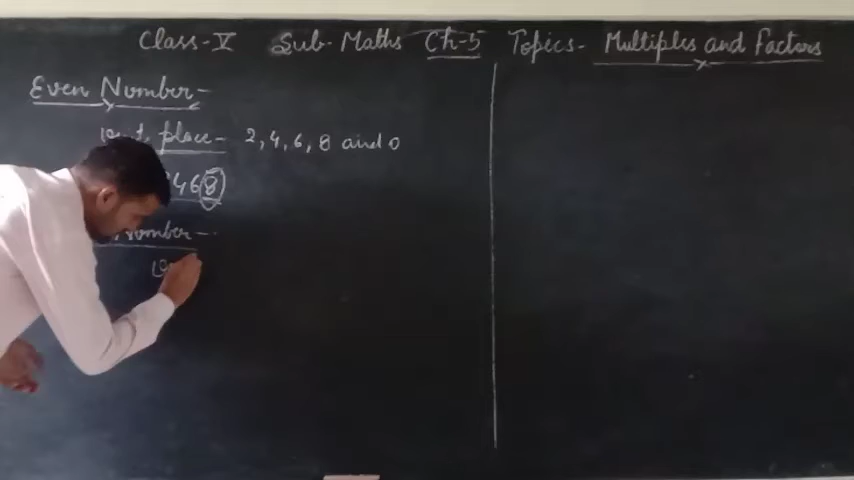 Class-V Sub-Maths Ch-5 Topics- Multiples and Factors
Even Number-
place- 2, 4, 6, 8 and 0
468
Number-